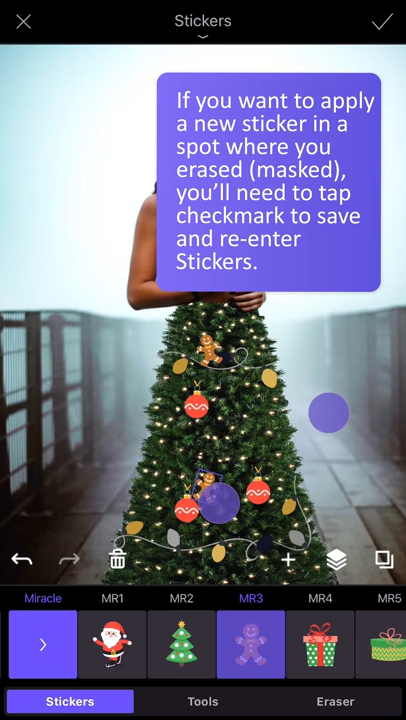 Stickers
If you want to apply
a new sticker in a
spot where you
erased (masked),
you'll need to tap
checkmark to save
and re-enter
Stickers.
Miracle MR1 MR2 MR3 MR4 MR5
Stickers Tools Eraser